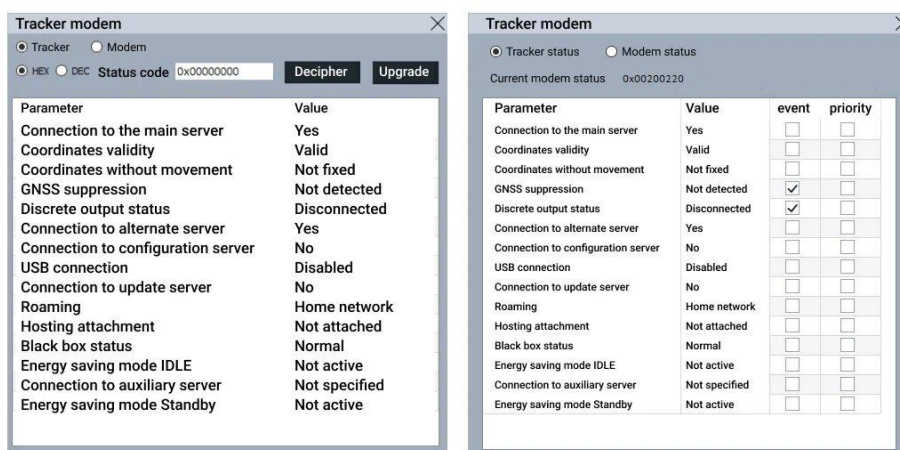 Tracker modem
Tracker Modem
HEX DEC Status code 0x00000000 Decipher Upgrade
Parameter Value
Connection to the main server Yes
Coordinates validity Valid
Coordinates without movement Not fixed
GNSS suppression Not detected
Discrete output status Disconnected
Connection to alternate server Yes
Connection to configuration server No
USB connection Disabled
Connection to update server No
Roaming Home network
Hosting attachment Not attached
Black box status Normal
Energy saving mode IDLE Not active
Connection to auxiliary server Not specified
Energy saving mode Standby Not active
Tracker modem
Tracker status Modem status
Current modem status 0x00200220
Parameter Value event priority
Connection to the main server Yes
Coordinates validity Valid
Coordinates without movement Not fixed
GNSS suppression Not detected
Discrete output status Disconnected
Connection to alternate server Yes
Connection to configuration server No
USB connection Disabled
Connection to update server No
Roaming Home network
Hosting attachment Not attached
Black box status Normal
Energy saving mode IDLE Not active
Connection to auxiliary server Not specified
Energy saving mode Standby Not active